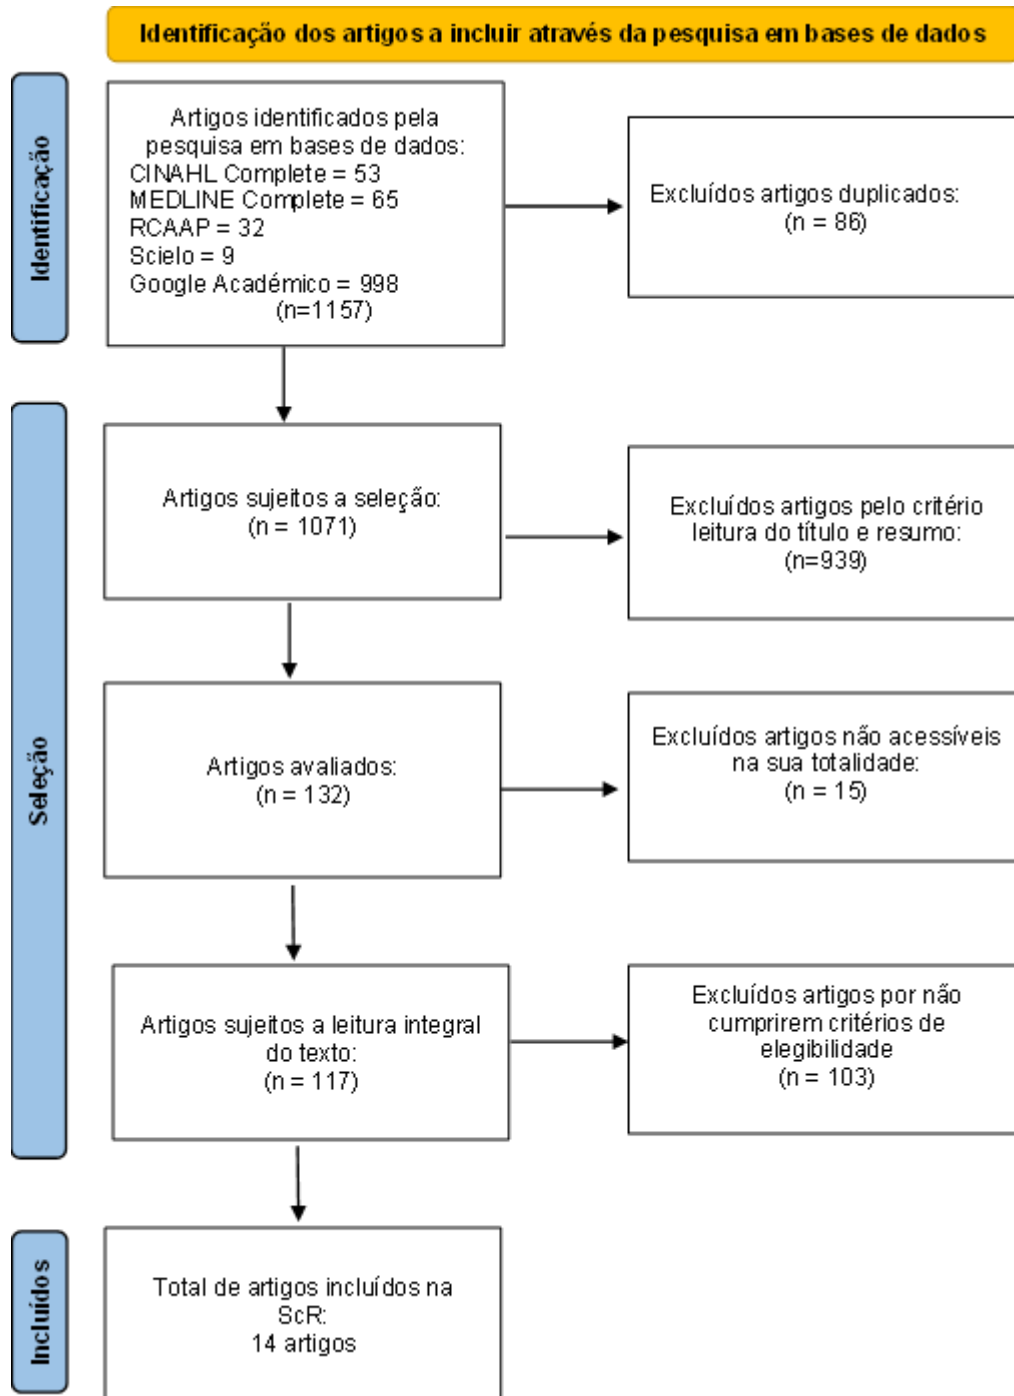 Identificação dos artigos a incluir através da pesquisa em bases de dados
Identificação
Artigos identificados pela
pesquisa em bases de dados:
CINAHL Complete = 53
MEDLINE Complete = 65
RCAAP = 32
Scielo = 9
Google Académico = 998
(n=1157)
Excluídos artigos duplicados:
(n = 86)
Seleção
Artigos sujeitos a seleção:
(n = 1071)
Excluídos artigos pelo critério
leitura do título e resumo:
(n=939)
Artigos avaliados:
(n = 132)
Excluídos artigos não acessíveis
na sua totalidade:
(n = 15)
Artigos sujeitos a leitura integral
do texto:
(n = 117)
Excluídos artigos por não
cumprirem critérios de
elegibilidade
(n = 103)
Incluídos
Total de artigos incluídos na
ScR:
14 artigos